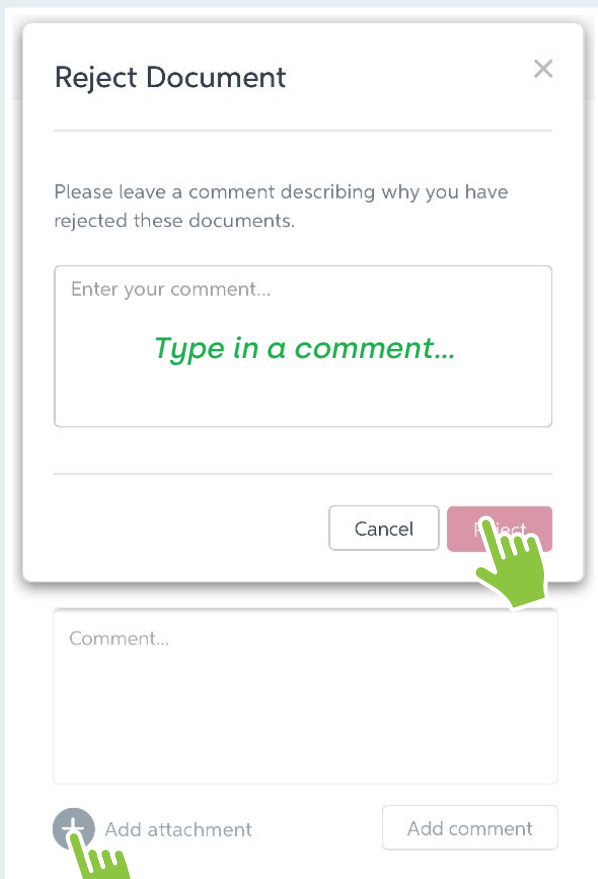 Reject Document
Please leave a comment describing why you have
rejected these documents.
Enter your comment...
Type in a comment...
Cancel
Reject
Comment...
Add attachment
Add comment